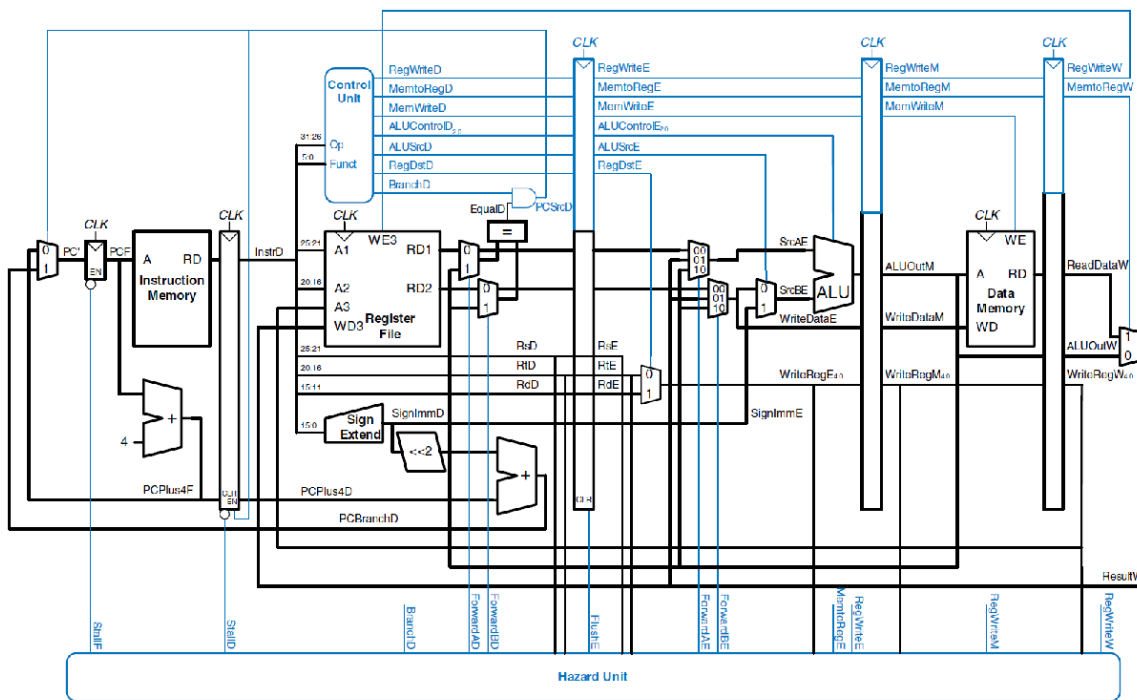 CLK CLK CLK
Control Unit
RegWriteD RegWriteE RegWriteM RegWriteW
MemtoRegD MemtoRegE MemtoRegM MemtoRegW
MemWriteD MemWriteE MemWriteM
ALUControlD2:0 ALUControlE2:0
ALUSrcD ALUSrcE
RegDstD RegDstE
BranchD
31:26 Op
5:0 Funct
EqualD PCSrcD
=
CLK CLK CLK CLK
0 1 PC' EN PCF
A RD
Instruction Memory
InstrD
25:21 A1 WE3 RD1
20:16 A2 RD2
A3
WD3
Register File
0 1
0 1
00 01 10
00 01 10
SrcAE
0 1 SrcBE
ALU
WriteDataE
ALUOutM
WriteDataM
WE
A RD
Data Memory
WD
ReadDataW
ALUOutW
1 0
25:21 RsD RsE
20:16 RtD RtE
15:11 RdD RdE
0 1
WriteRegE4:0 WriteRegM4:0 WriteRegW4:0
15:0 Sign Extend
SignImmD SignImmE
<<2
+
4
+
PCPlus4F PCPlus4D
CLR EN
CLR
PCBranchD
ResultW
StallF
StallD
BranchD
ForwardAD
ForwardBD
FlushE
ForwardAE
ForwardBE
MemtoRegE
RegWriteE
RegWriteM
RegWriteW
Hazard Unit